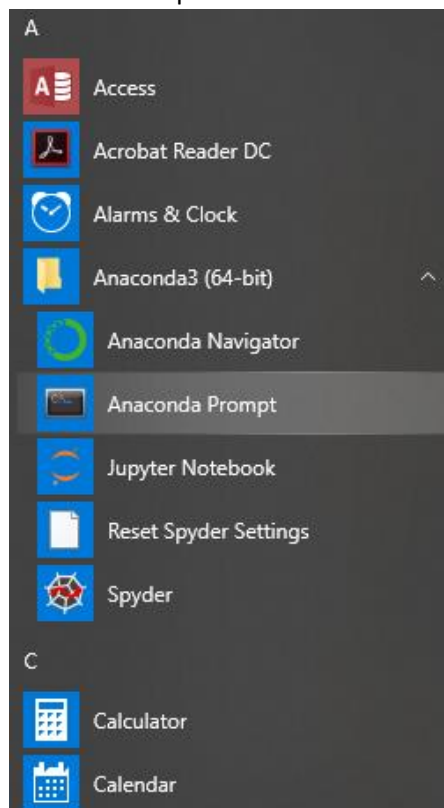 A
Access
Acrobat Reader DC
Alarms & Clock
Anaconda3 (64-bit)
Anaconda Navigator
Anaconda Prompt
Jupyter Notebook
Reset Spyder Settings
Spyder
C
Calculator
Calendar